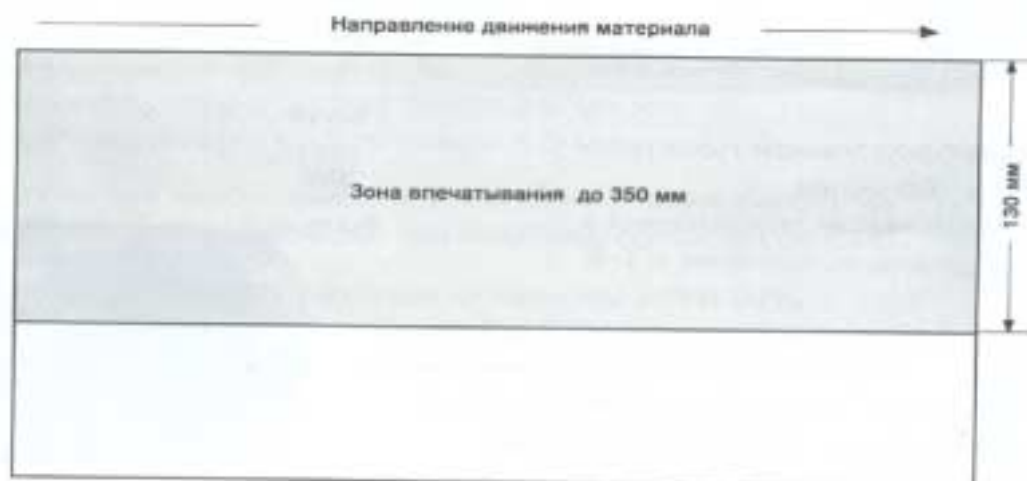 Направление движения материала
Зона впечатывания до 350 мм
130 мм